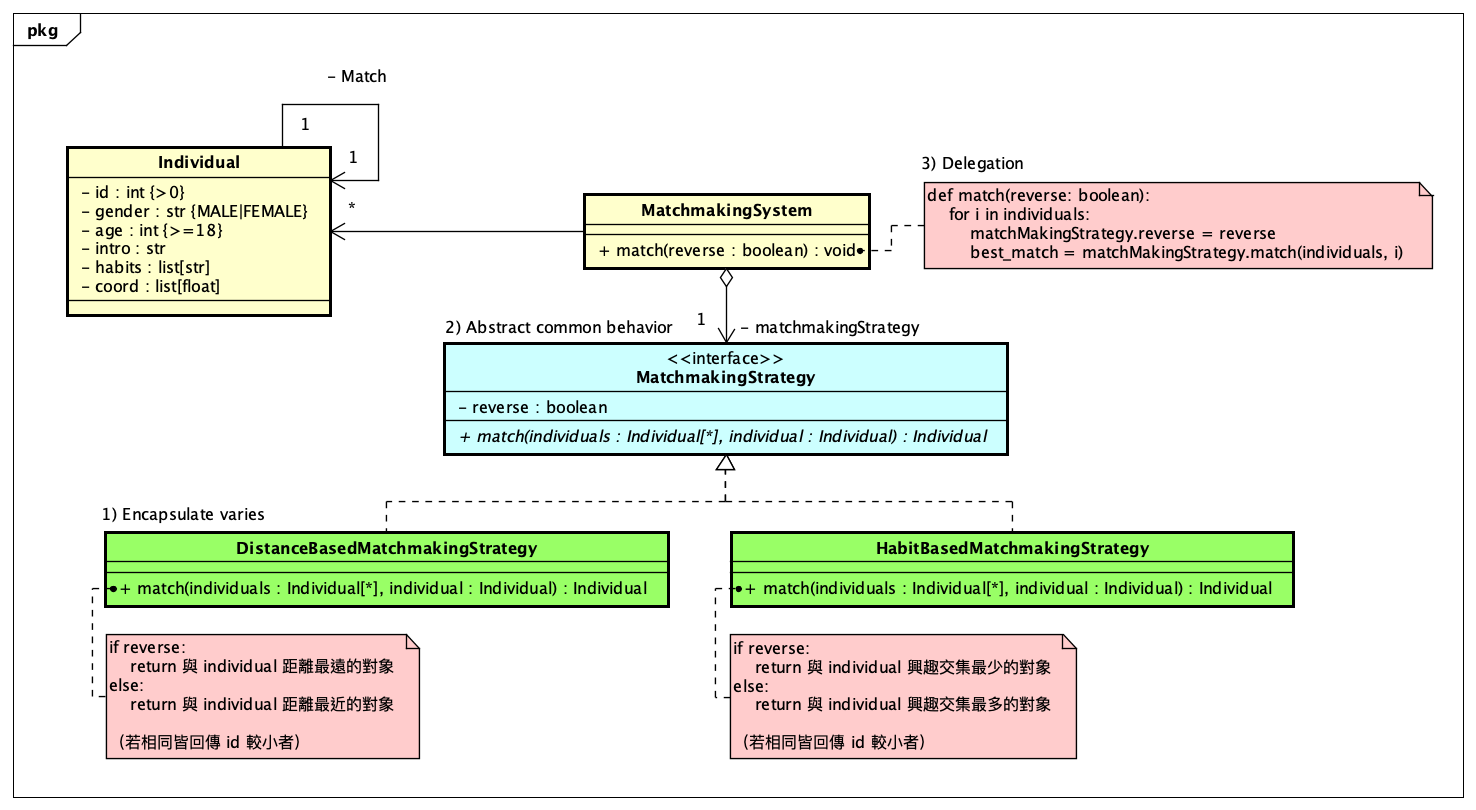 pkg
- Match
1
1
Individual
- id : int {>0}
- gender : str {MALE|FEMALE}
- age : int {>=18}
- intro : str
- habits : list[str]
- coord : list[float]
*
MatchmakingSystem
+ match(reverse : boolean) : void
3) Delegation
def match(reverse: boolean):
for i in individuals:
matchMakingStrategy.reverse = reverse
best_match = matchMakingStrategy.match(individuals, i)
2) Abstract common behavior
1
- matchmakingStrategy
<<interface>>
MatchmakingStrategy
- reverse : boolean
+ match(individuals : Individual[*], individual : Individual) : Individual
1) Encapsulate varies
DistanceBasedMatchmakingStrategy
+ match(individuals : Individual[*], individual : Individual) : Individual
HabitBasedMatchmakingStrategy
+ match(individuals : Individual[*], individual : Individual) : Individual
if reverse:
return 與 individual 距離最遠的對象
else:
return 與 individual 距離最近的對象
（若相同皆回傳 id 較小者）
if reverse:
return 與 individual 興趣交集最少的對象
else:
return 與 individual 興趣交集最多的對象
（若相同皆回傳 id 較小者）